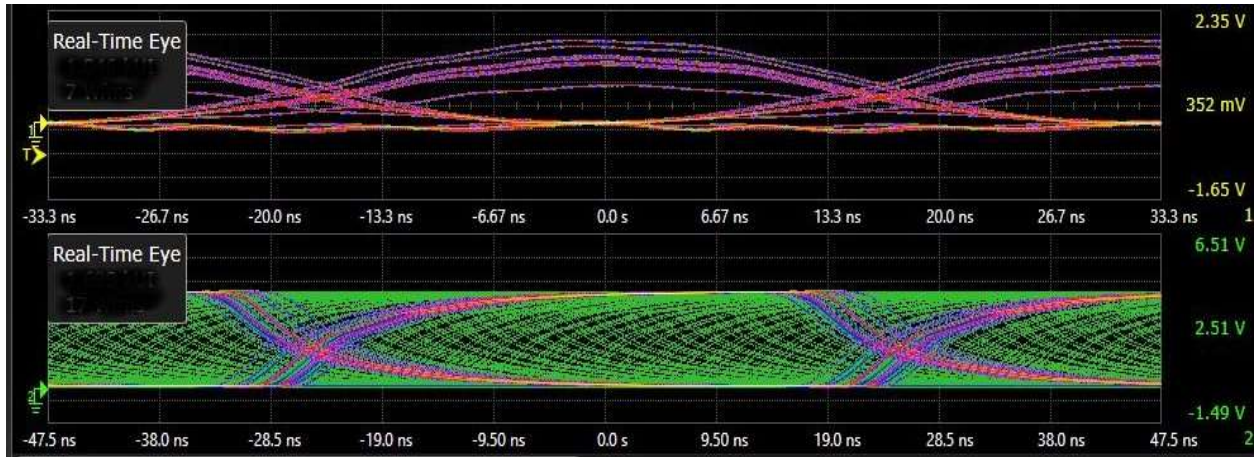 Real-Time Eye
2.35 V
352 mV
-1.65 V
1
T
-33.3 ns -26.7 ns -20.0 ns -13.3 ns -6.67 ns 0.0 s 6.67 ns 13.3 ns 20.0 ns 26.7 ns 33.3 ns 1
Real-Time Eye
6.51 V
2.51 V
-1.49 V
2
-47.5 ns -38.0 ns -28.5 ns -19.0 ns -9.50 ns 0.0 s 9.50 ns 19.0 ns 28.5 ns 38.0 ns 47.5 ns 2